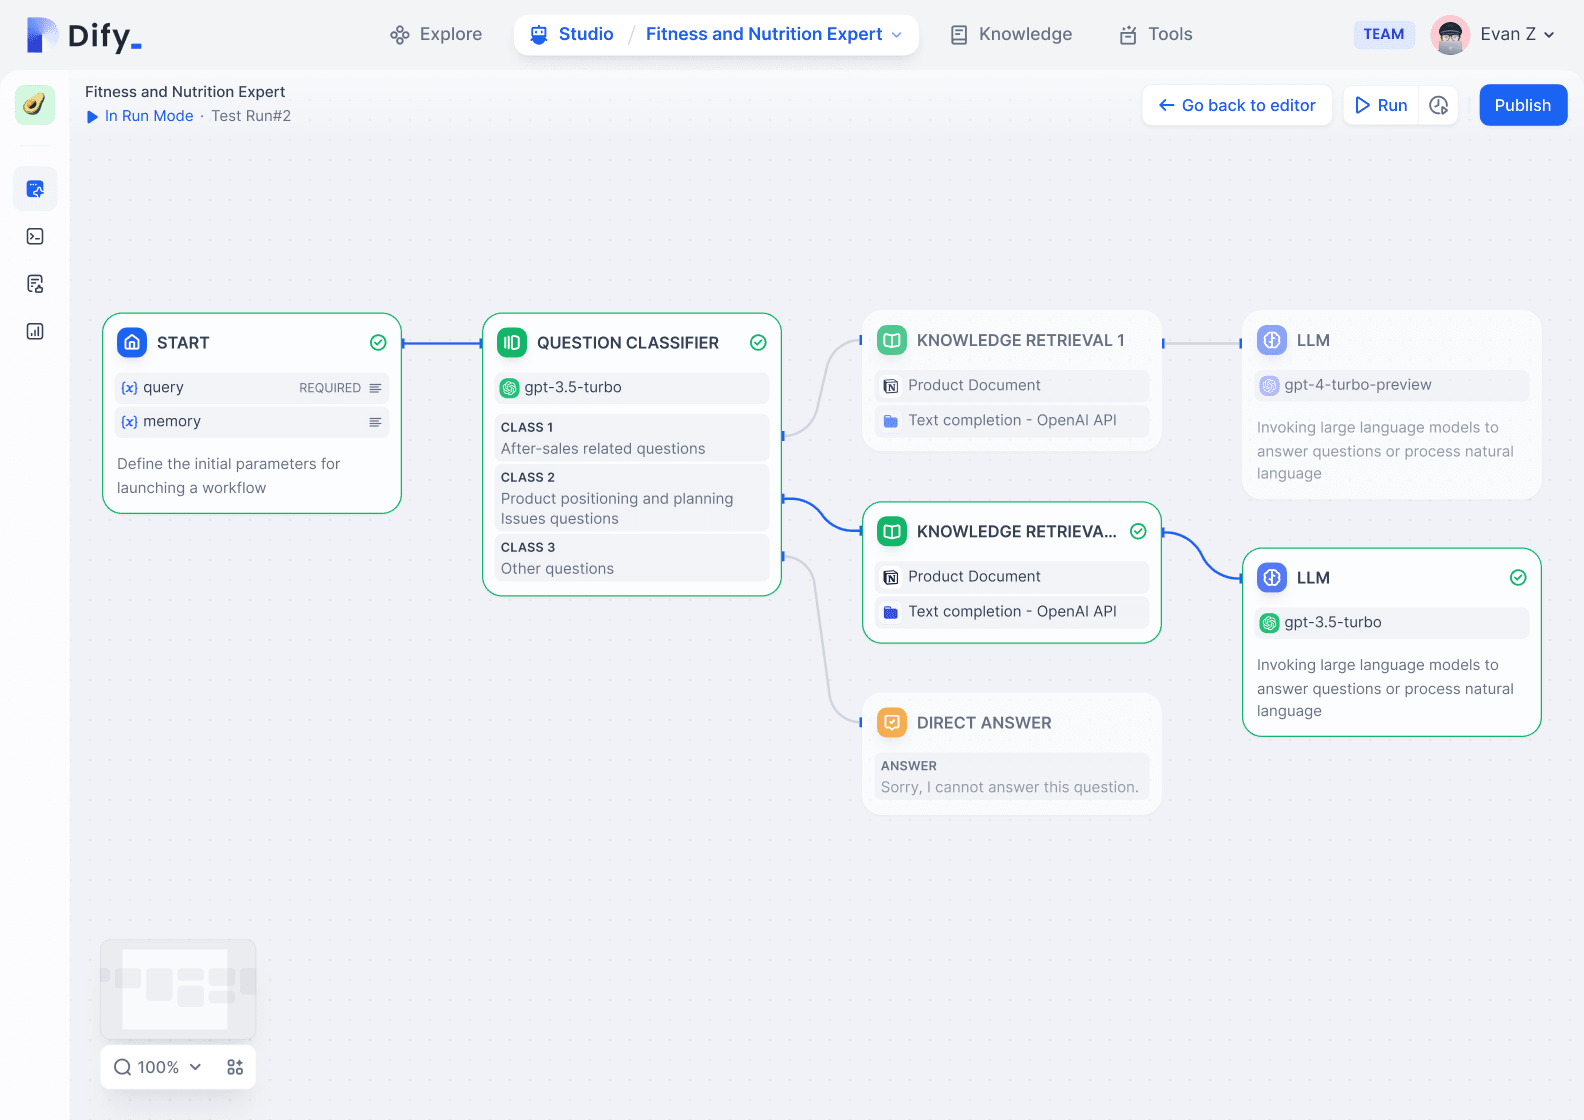 Dify_
Explore
Studio / Fitness and Nutrition Expert
Knowledge
Tools
TEAM
Evan Z
Fitness and Nutrition Expert
In Run Mode · Test Run#2
Go back to editor
Run
Publish
START
{x} query REQUIRED
{x} memory
Define the initial parameters for
launching a workflow
QUESTION CLASSIFIER
gpt-3.5-turbo
CLASS 1
After-sales related questions
CLASS 2
Product positioning and planning
Issues questions
CLASS 3
Other questions
KNOWLEDGE RETRIEVAL 1
Product Document
Text completion - OpenAI API
LLM
gpt-4-turbo-preview
Invoking large language models to
answer questions or process natural
language
KNOWLEDGE RETRIEVA...
Product Document
Text completion - OpenAI API
LLM
gpt-3.5-turbo
Invoking large language models to
answer questions or process natural
language
DIRECT ANSWER
ANSWER
Sorry, I cannot answer this question.
100%